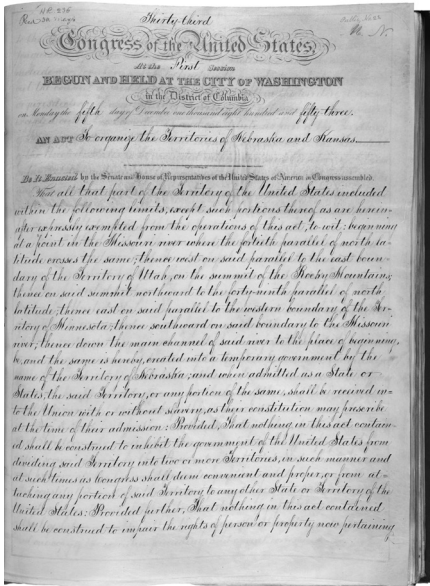 Thirty-third
Congress of the United States,
At the First Session
BEGUN AND HELD AT THE CITY OF WASHINGTON
in the District of Columbia
on Monday the fifth day of December one thousand eight hundred and fifty three.
AN ACT To organize the Territories of Nebraska and Kansas
Be It Enacted by the Senate and House of Representatives of the United States of America in Congress assembled,
That all that part of the Territory of the United States included
within the following limits, except such portions thereof as are herein-
after expressly exempted from the operations of this act, to wit: beginning
at a point in the Missouri river where the fortieth parallel of north la-
titude crosses the same; thence west on said parallel to the east boun-
dary of the Territory of Utah, on the summit of the Rocky Mountains;
thence on said summit northward to the forty-ninth parallel of north
latitude; thence east on said parallel to the western boundary of the Ter-
ritory of Minnesota; thence southward on said boundary to the Missouri
river; thence down the main channel of said river to the place of beginning,
be, and the same is hereby, created into a temporary government by the
name of the Territory of Nebraska; and when admitted as a State or
States, the said Territory, or any portion of the same, shall be received in-
to the Union with or without slavery, as their constitution may prescribe
at the time of their admission: Provided, That nothing in this act contain-
ed shall be construed to inhibit the government of the United States from
dividing said Territory into two or more Territories, in such manner and
at such times as Congress shall deem convenient and proper, or from at-
taching any portion of said Territory to any other State or Territory of the
United States: Provided further, That nothing in this act contained
shall be construed to impair the rights of person or property now pertaining